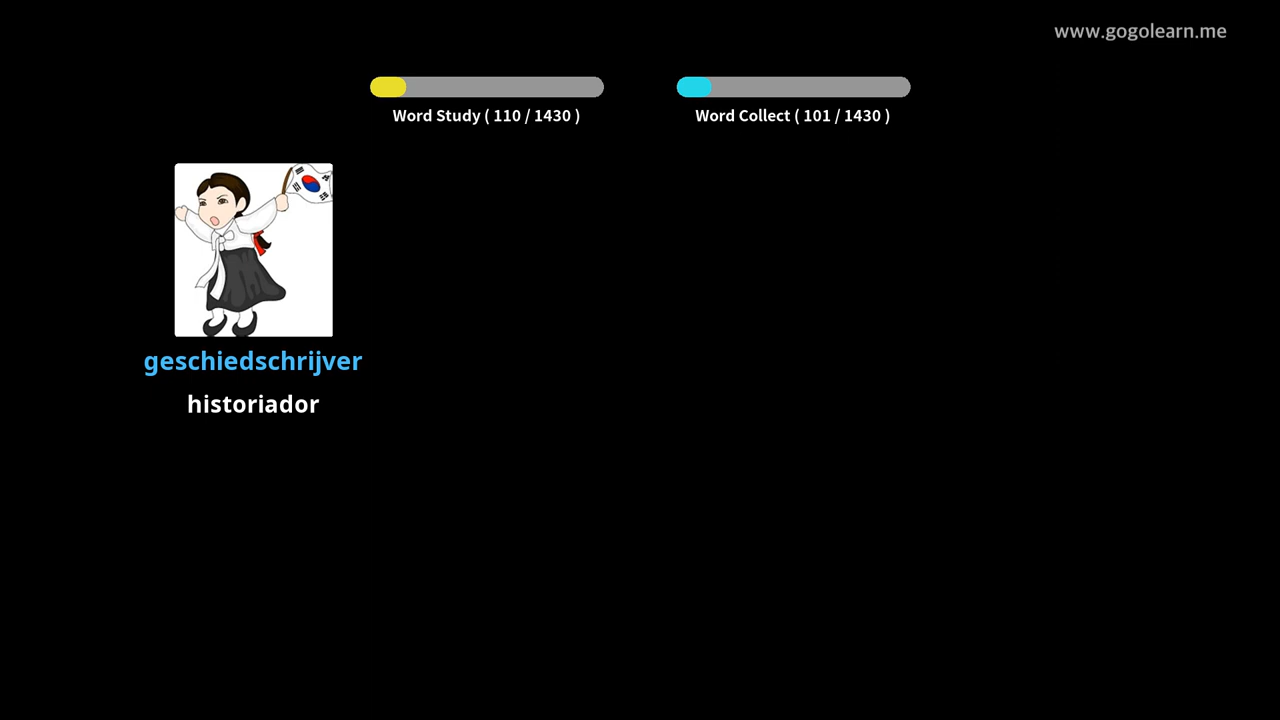 www.gogolearn.me
Word Study ( 110 / 1430 )
Word Collect ( 101 / 1430 )
geschiedschrijver
historiador